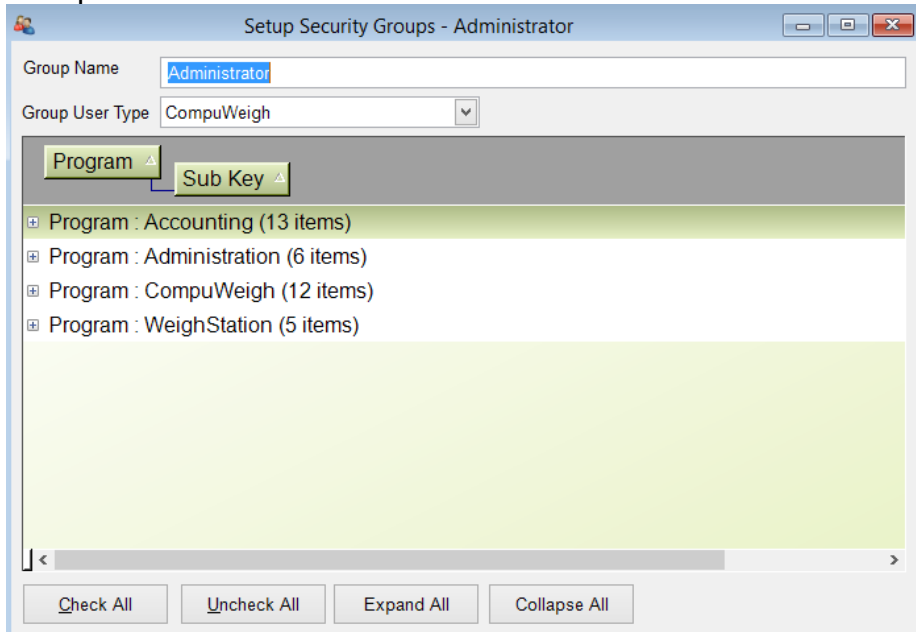 Setup Security Groups - Administrator
Group Name Administrator
Group User Type CompuWeigh
Program
Sub Key
Program : Accounting (13 items)
Program : Administration (6 items)
Program : CompuWeigh (12 items)
Program : WeighStation (5 items)
Check All Uncheck All Expand All Collapse All